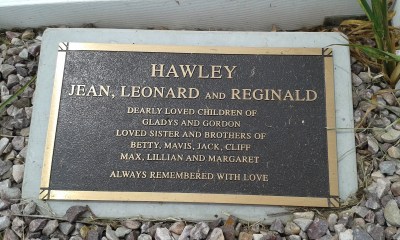 HAWLEY
JEAN, LEONARD AND REGINALD
DEARLY LOVED CHILDREN OF
GLADYS AND GORDON
LOVED SISTER AND BROTHERS OF
BETTY, MAVIS, JACK, CLIFF
MAX, LILLIAN AND MARGARET
ALWAYS REMEMBERED WITH LOVE